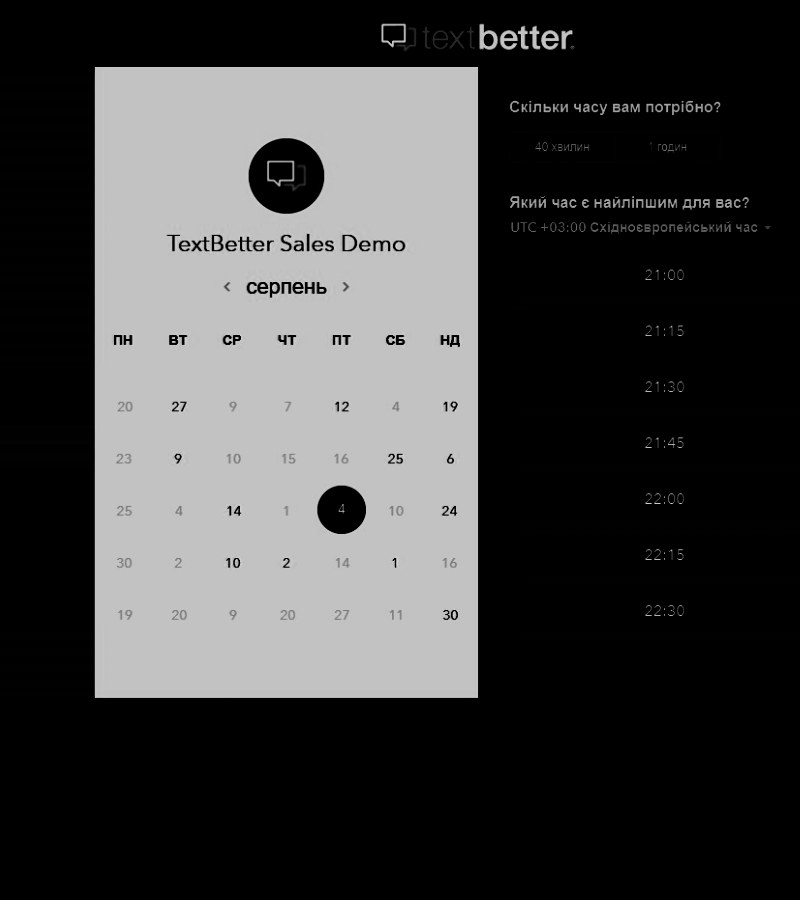 textbetter.
TextBetter Sales Demo
серпень
ПН ВТ СР ЧТ ПТ СБ НД
20 27 9 7 12 4 19
23 9 10 15 16 25 6
25 4 14 1 4 10 24
30 2 10 2 14 1 16
19 20 9 20 27 11 30
Скільки часу вам потрібно?
40 хвилин 1 годин
Який час є найліпшим для вас?
UTC +03:00 Східноєвропейський час
21:00
21:15
21:30
21:45
22:00
22:15
22:30